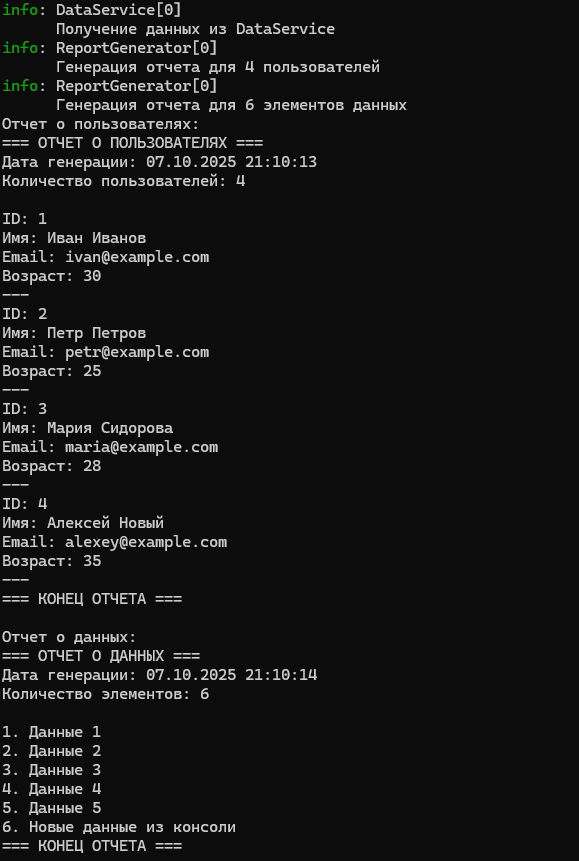 info: DataService[0]
Получение данных из DataService
info: ReportGenerator[0]
Генерация отчета для 4 пользователей
info: ReportGenerator[0]
Генерация отчета для 6 элементов данных
Отчет о пользователях:
=== ОТЧЕТ О ПОЛЬЗОВАТЕЛЯХ ===
Дата генерации: 07.10.2025 21:10:13
Количество пользователей: 4
ID: 1
Имя: Иван Иванов
Email: ivan@example.com
Возраст: 30
---
ID: 2
Имя: Петр Петров
Email: petr@example.com
Возраст: 25
---
ID: 3
Имя: Мария Сидорова
Email: maria@example.com
Возраст: 28
---
ID: 4
Имя: Алексей Новый
Email: alexey@example.com
Возраст: 35
---
=== КОНЕЦ ОТЧЕТА ===
Отчет о данных:
=== ОТЧЕТ О ДАННЫХ ===
Дата генерации: 07.10.2025 21:10:14
Количество элементов: 6
1. Данные 1
2. Данные 2
3. Данные 3
4. Данные 4
5. Данные 5
6. Новые данные из консоли
=== КОНЕЦ ОТЧЕТА ===